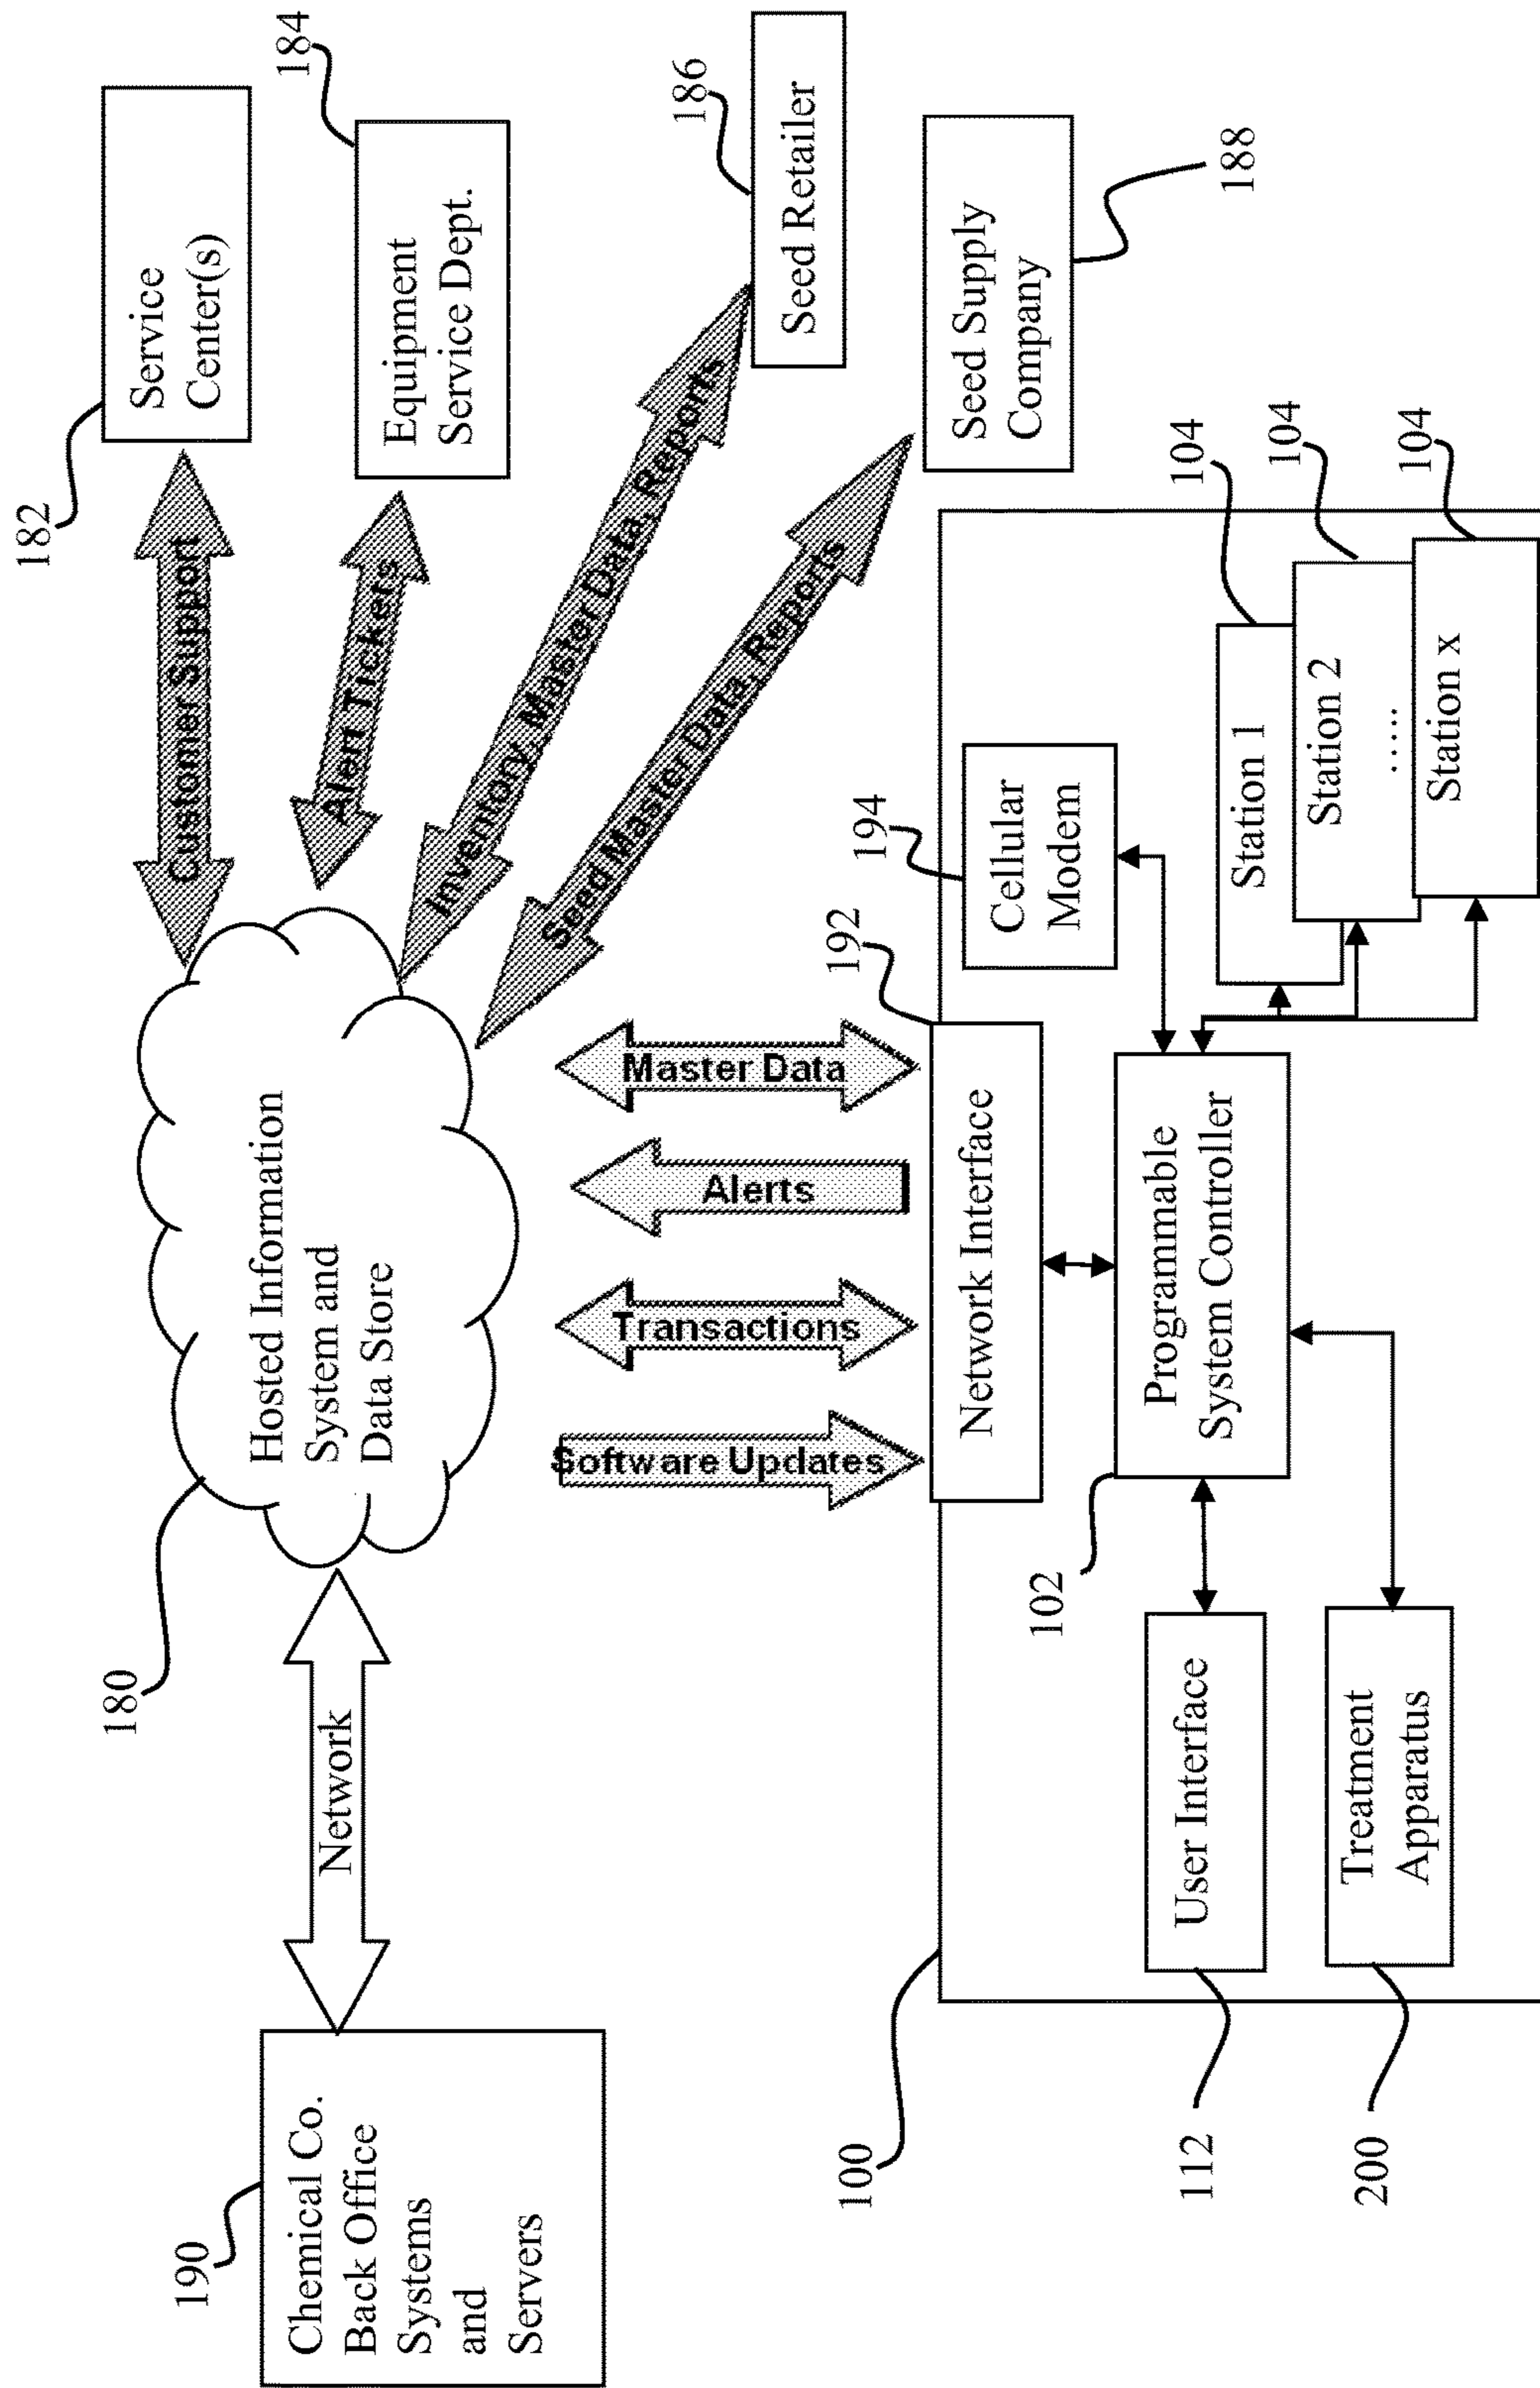 190
Chemical Co.
Back Office
Systems
and
Servers
Network
180
Hosted Information
System and
Data Store
182
Service
Center(s)
184
Equipment
Service Dept.
186
Seed Retailer
188
Seed Supply
Company
Customer Support
Alert Tickets
Inventory, Master Data, Reports
Seed Master Data, Reports
Software Updates
Transactions
Alerts
Master Data
100
192
Network Interface
194
Cellular
Modem
102
Programmable
System Controller
112
User Interface
200
Treatment
Apparatus
104
Station 1
104
Station 2
.....
104
Station x